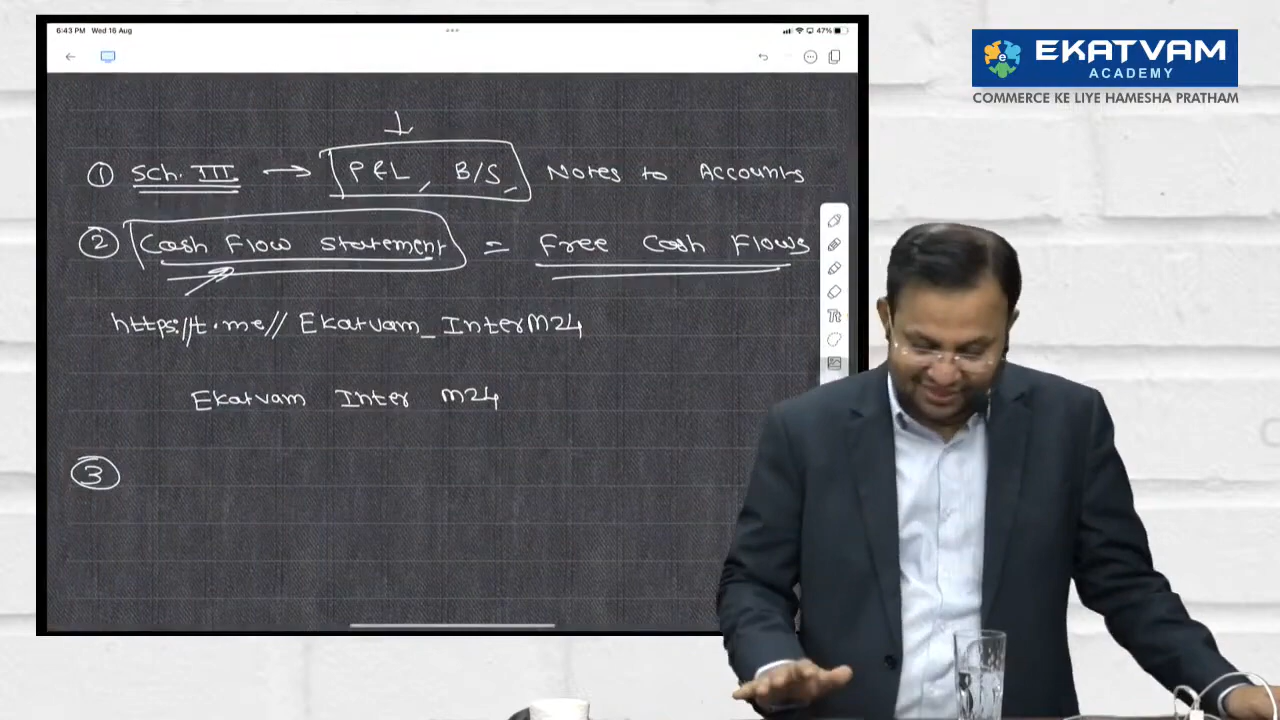 6:43 PM Wed 16 Aug
47%
EKATVAM
ACADEMY
COMMERCE KE LIYE HAMESHA PRATHAM
① Sch. III → P&L, B/S, Notes to Accounts
② Cash Flow Statement = Free Cash Flows
https://t.me// Ekatvam_InterM24
Ekatvam Inter M24
③